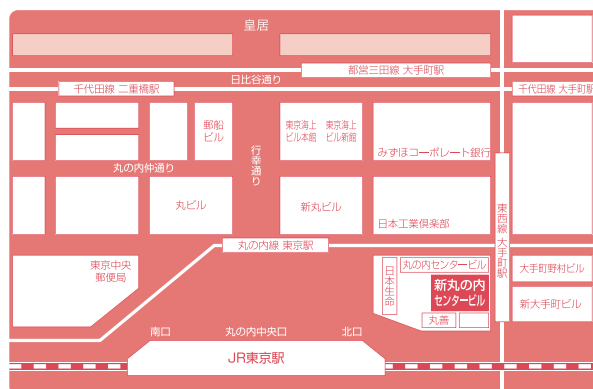 皇居
都営三田線 大手町駅
日比谷通り
千代田線 二重橋駅
千代田線 大手町駅
郵船
ビル
東京海上
ビル本館
東京海上
ビル新館
行幸通り
みずほコーポレート銀行
丸の内仲通り
丸ビル
新丸ビル
日本工業倶楽部
東西線 大手町駅
丸の内線 東京駅
東京中央
郵便局
日本生命
丸の内センタービル
新丸の内
センタービル
丸善
大手町野村ビル
新大手町ビル
南口
丸の内中央口
北口
JR東京駅